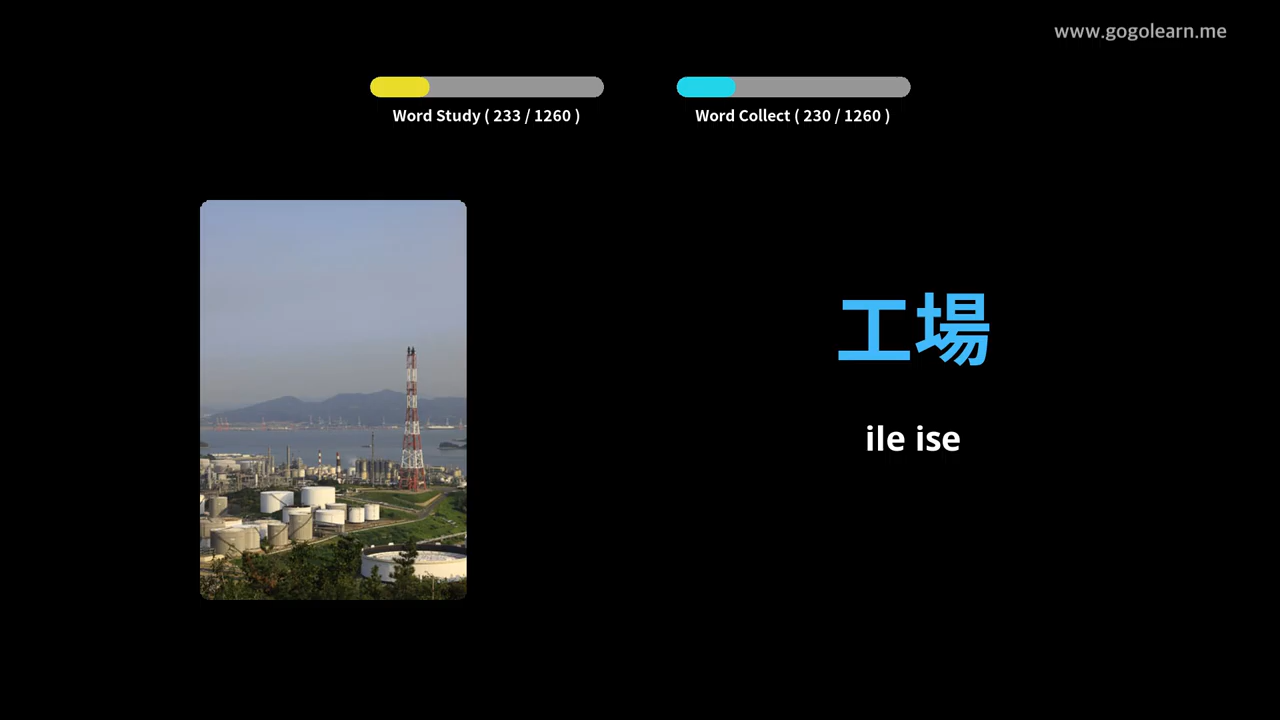 www.gogolearn.me
Word Study ( 233 / 1260 )
Word Collect ( 230 / 1260 )
工場
ile ise